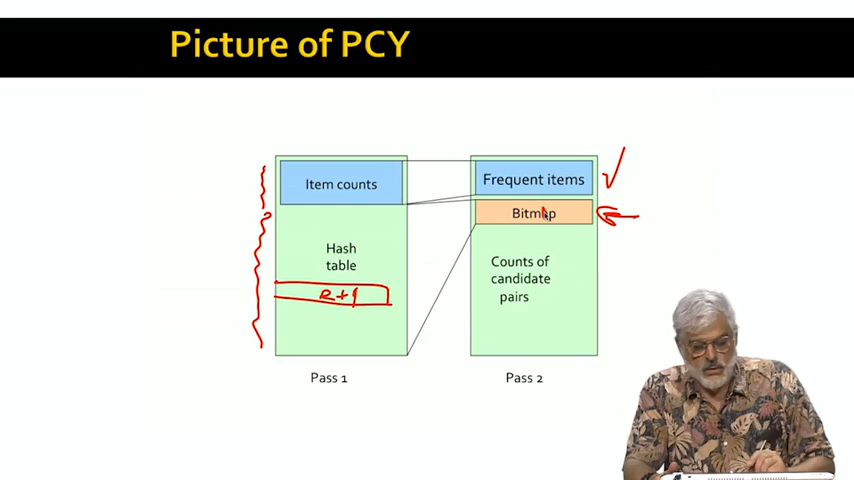 Picture of PCY
Item counts
Hash
table
Pass 1
Frequent items
Bitmap
Counts of
candidate
pairs
Pass 2